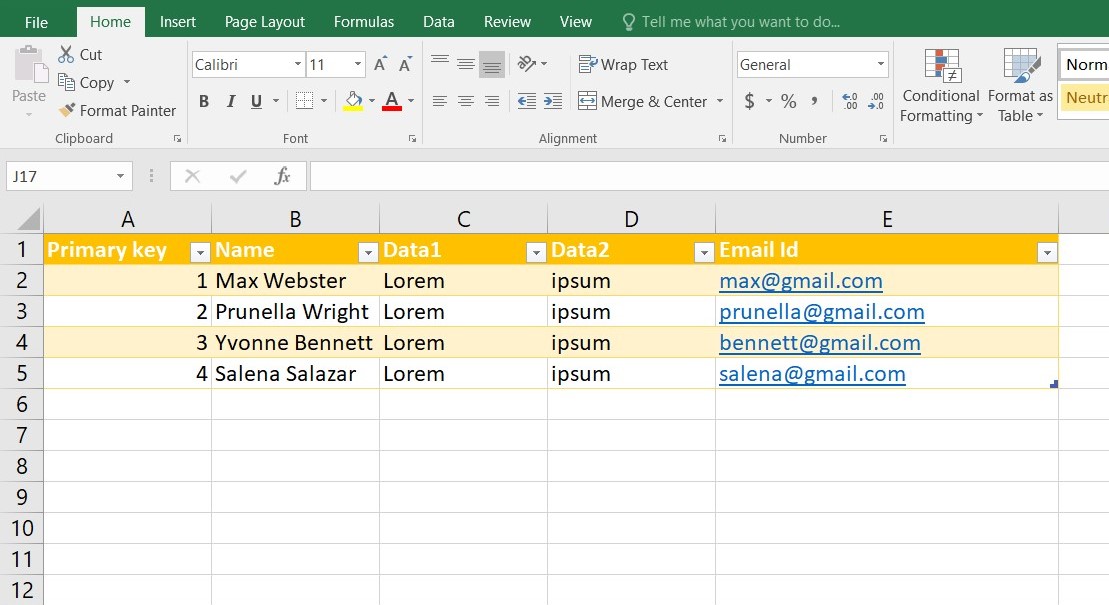 File Home Insert Page Layout Formulas Data Review View Tell me what you want to do...
Paste
Cut
Copy
Format Painter
Clipboard
Calibri 11 A A
B I U A
Font
Wrap Text
Merge & Center
Alignment
General
$ % , .0 .00 .00 .0
Number
Conditional Formatting
Format as Table
Norm
Neutr
J17 fx
A B C D E
1 Primary key Name Data1 Data2 Email Id
2 1 Max Webster Lorem ipsum max@gmail.com
3 2 Prunella Wright Lorem ipsum prunella@gmail.com
4 3 Yvonne Bennett Lorem ipsum bennett@gmail.com
5 4 Salena Salazar Lorem ipsum salena@gmail.com
6
7
8
9
10
11
12